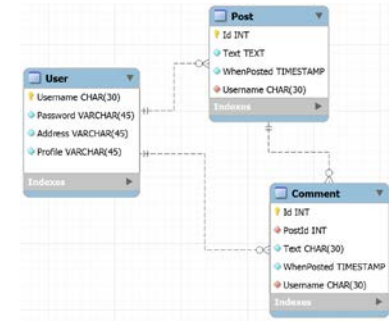 Post
Id INT
Text TEXT
WhenPosted TIMESTAMP
Username CHAR(30)
Indexes
User
Username CHAR(30)
Password VARCHAR(45)
Address VARCHAR(45)
Profile VARCHAR(45)
Indexes
Comment
Id INT
PostId INT
Text CHAR(30)
WhenPosted TIMESTAMP
Username CHAR(30)
Indexes